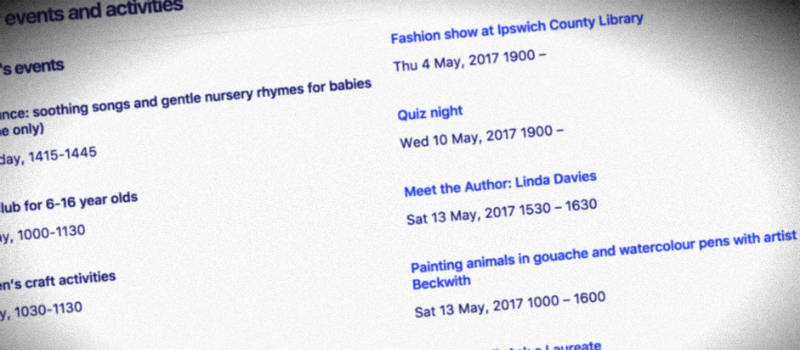 events and activities
's events
nce: soothing songs and gentle nursery rhymes for babies
e only)
day, 1415-1445
lub for 6-16 year olds
y, 1000-1130
en's craft activities
y, 1030-1130
Fashion show at Ipswich County Library
Thu 4 May, 2017 1900 –
Quiz night
Wed 10 May, 2017 1900 –
Meet the Author: Linda Davies
Sat 13 May, 2017 1530 – 1630
Painting animals in gouache and watercolour pens with artist
Beckwith
Sat 13 May, 2017 1000 – 1600
Laureate